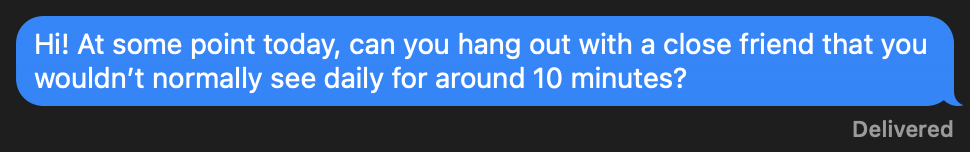 Hi! At some point today, can you hang out with a close friend that you
wouldn’t normally see daily for around 10 minutes?
Delivered